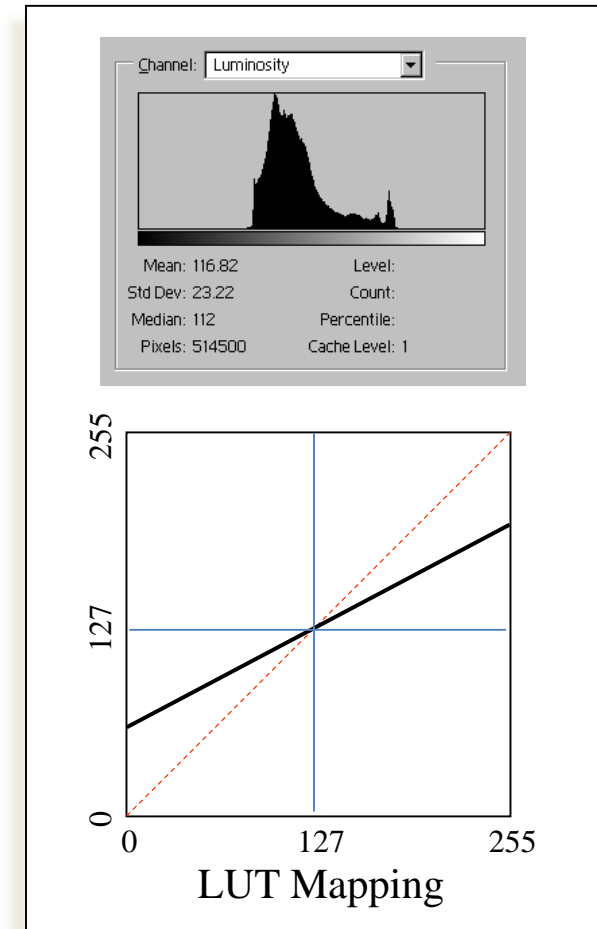 Channel: Luminosity
Mean: 116.82 Level:
Std Dev: 23.22 Count:
Median: 112 Percentile:
Pixels: 514500 Cache Level: 1
255
127
0
0 127 255
LUT Mapping